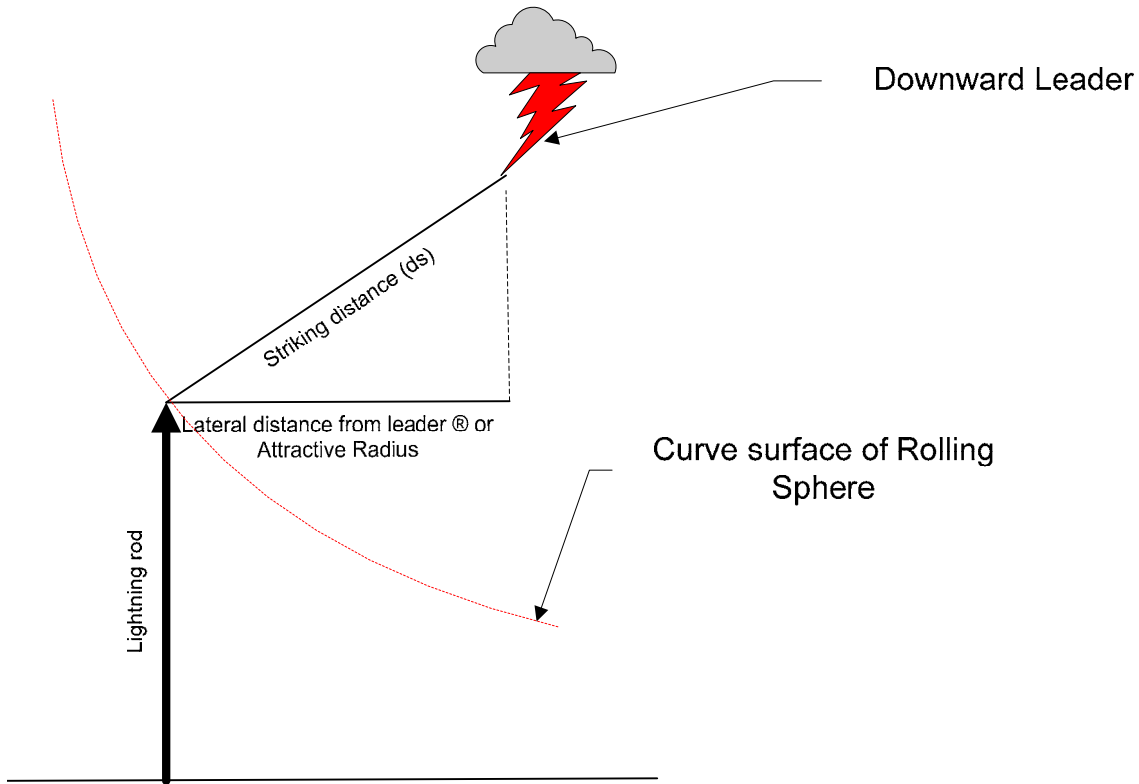 Downward Leader
Striking distance (ds)
Lateral distance from leader ® or
Attractive Radius
Curve surface of Rolling
Sphere
Lightning rod